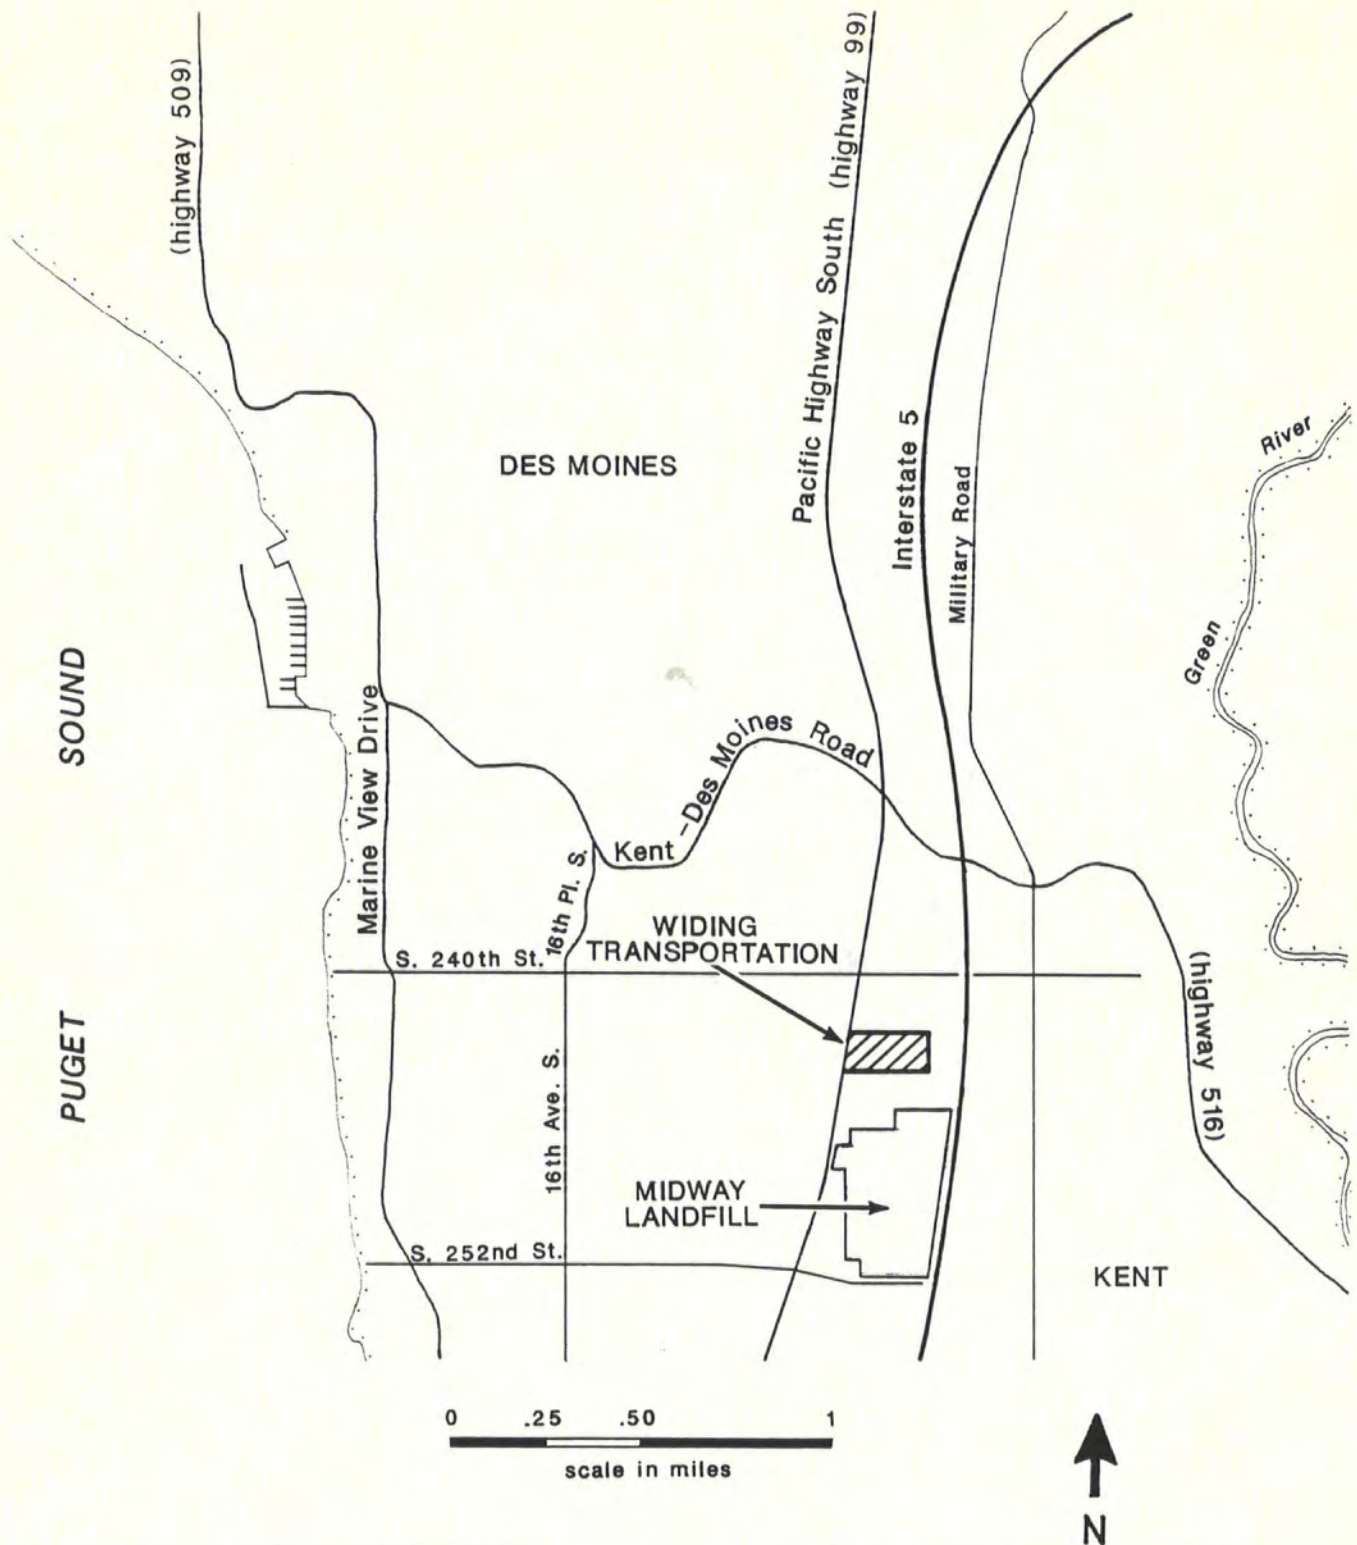 (highway 509)
Pacific Highway South (highway 99)
DES MOINES
Interstate 5
Military Road
Green River
SOUND
PUGET
Marine View Drive
Kent-Des Moines Road
16th Pl. S.
WIDING
TRANSPORTATION
S. 240th St.
(highway 516)
16th Ave. S.
MIDWAY
LANDFILL
S. 252nd St.
KENT
0 .25 .50 1
scale in miles
N